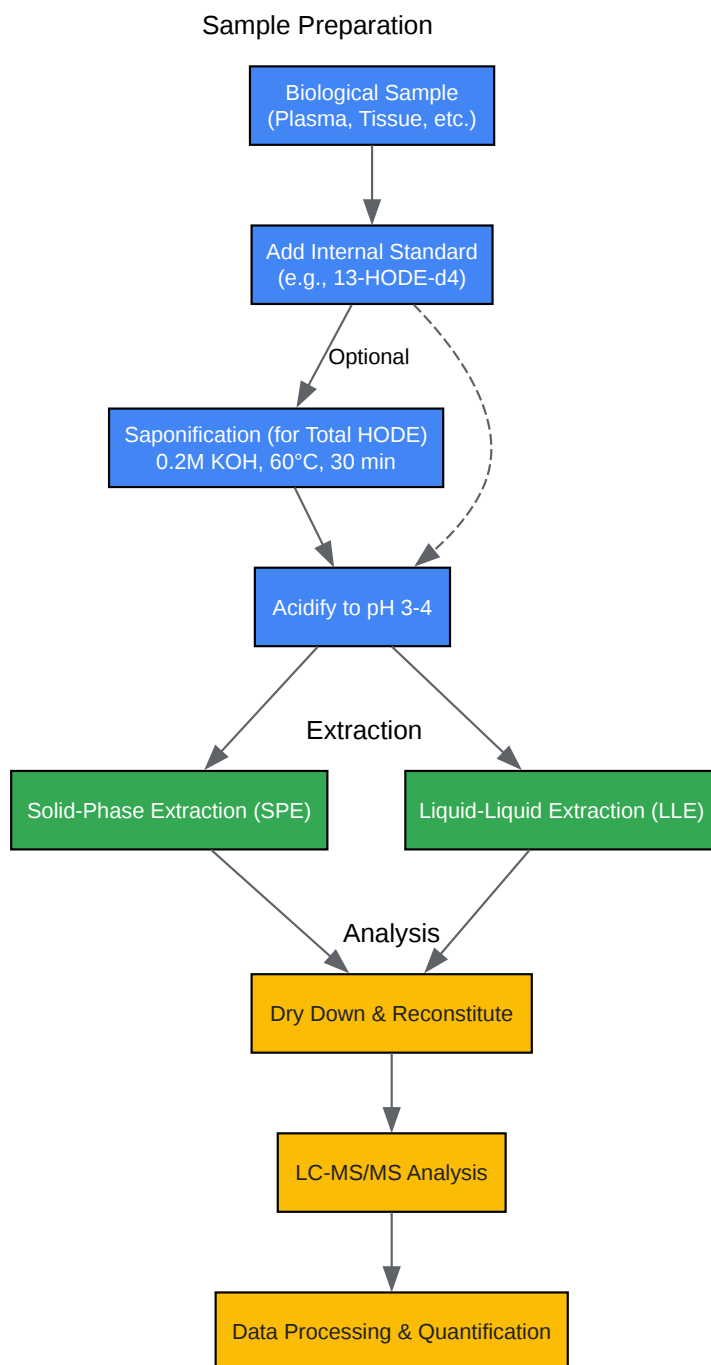 Sample Preparation
Biological Sample
(Plasma, Tissue, etc.)
Add Internal Standard
(e.g., 13-HODE-d4)
Optional
Saponification (for Total HODE)
0.2M KOH, 60°C, 30 min
Acidify to pH 3-4
Extraction
Solid-Phase Extraction (SPE)
Liquid-Liquid Extraction (LLE)
Analysis
Dry Down & Reconstitute
LC-MS/MS Analysis
Data Processing & Quantification